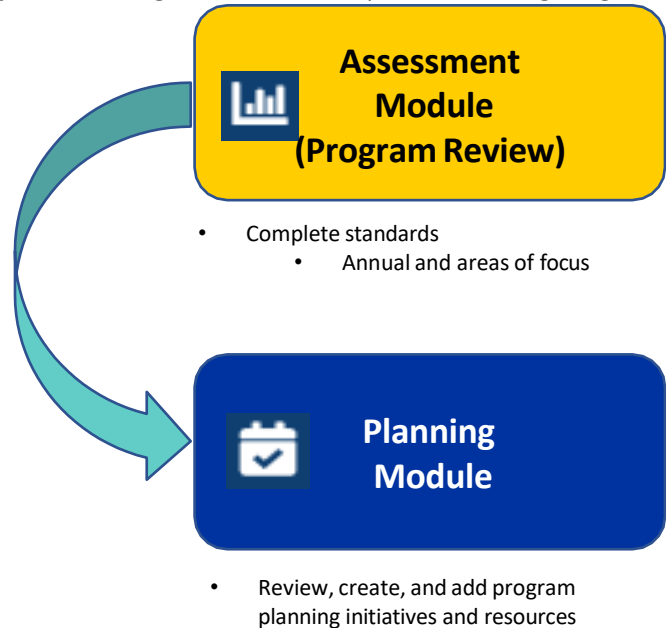 Assessment
Module
(Program Review)
• Complete standards
• Annual and areas of focus
Planning
Module
• Review, create, and add program
planning initiatives and resources